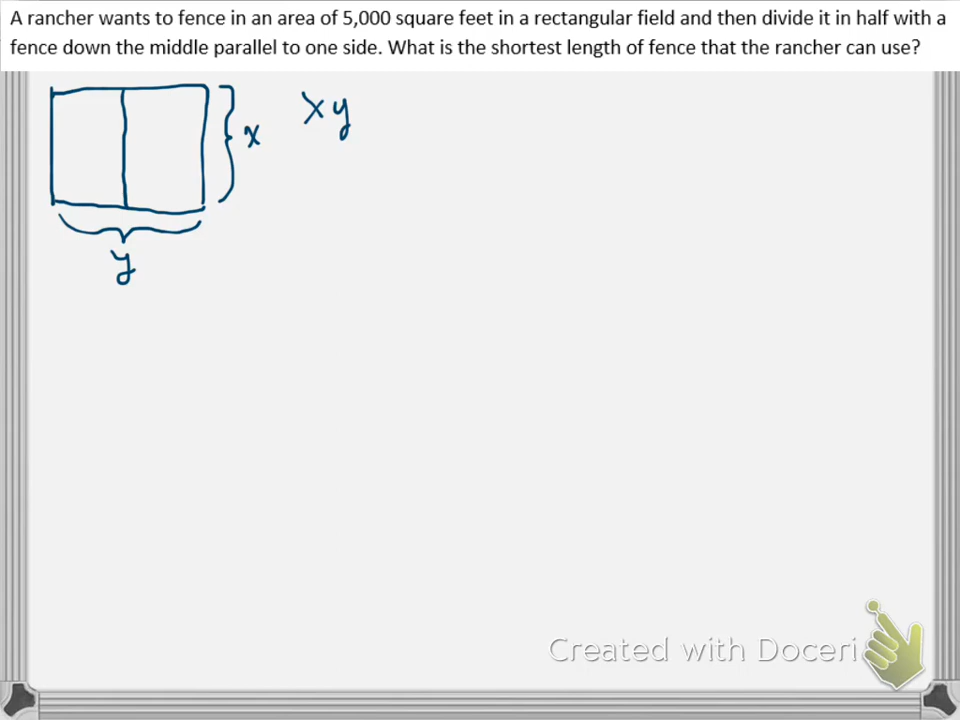 A rancher wants to fence in an area of 5,000 square feet in a rectangular field and then divide it in half with a
fence down the middle parallel to one side. What is the shortest length of fence that the rancher can use?
x y
x
y
Created with Doceri